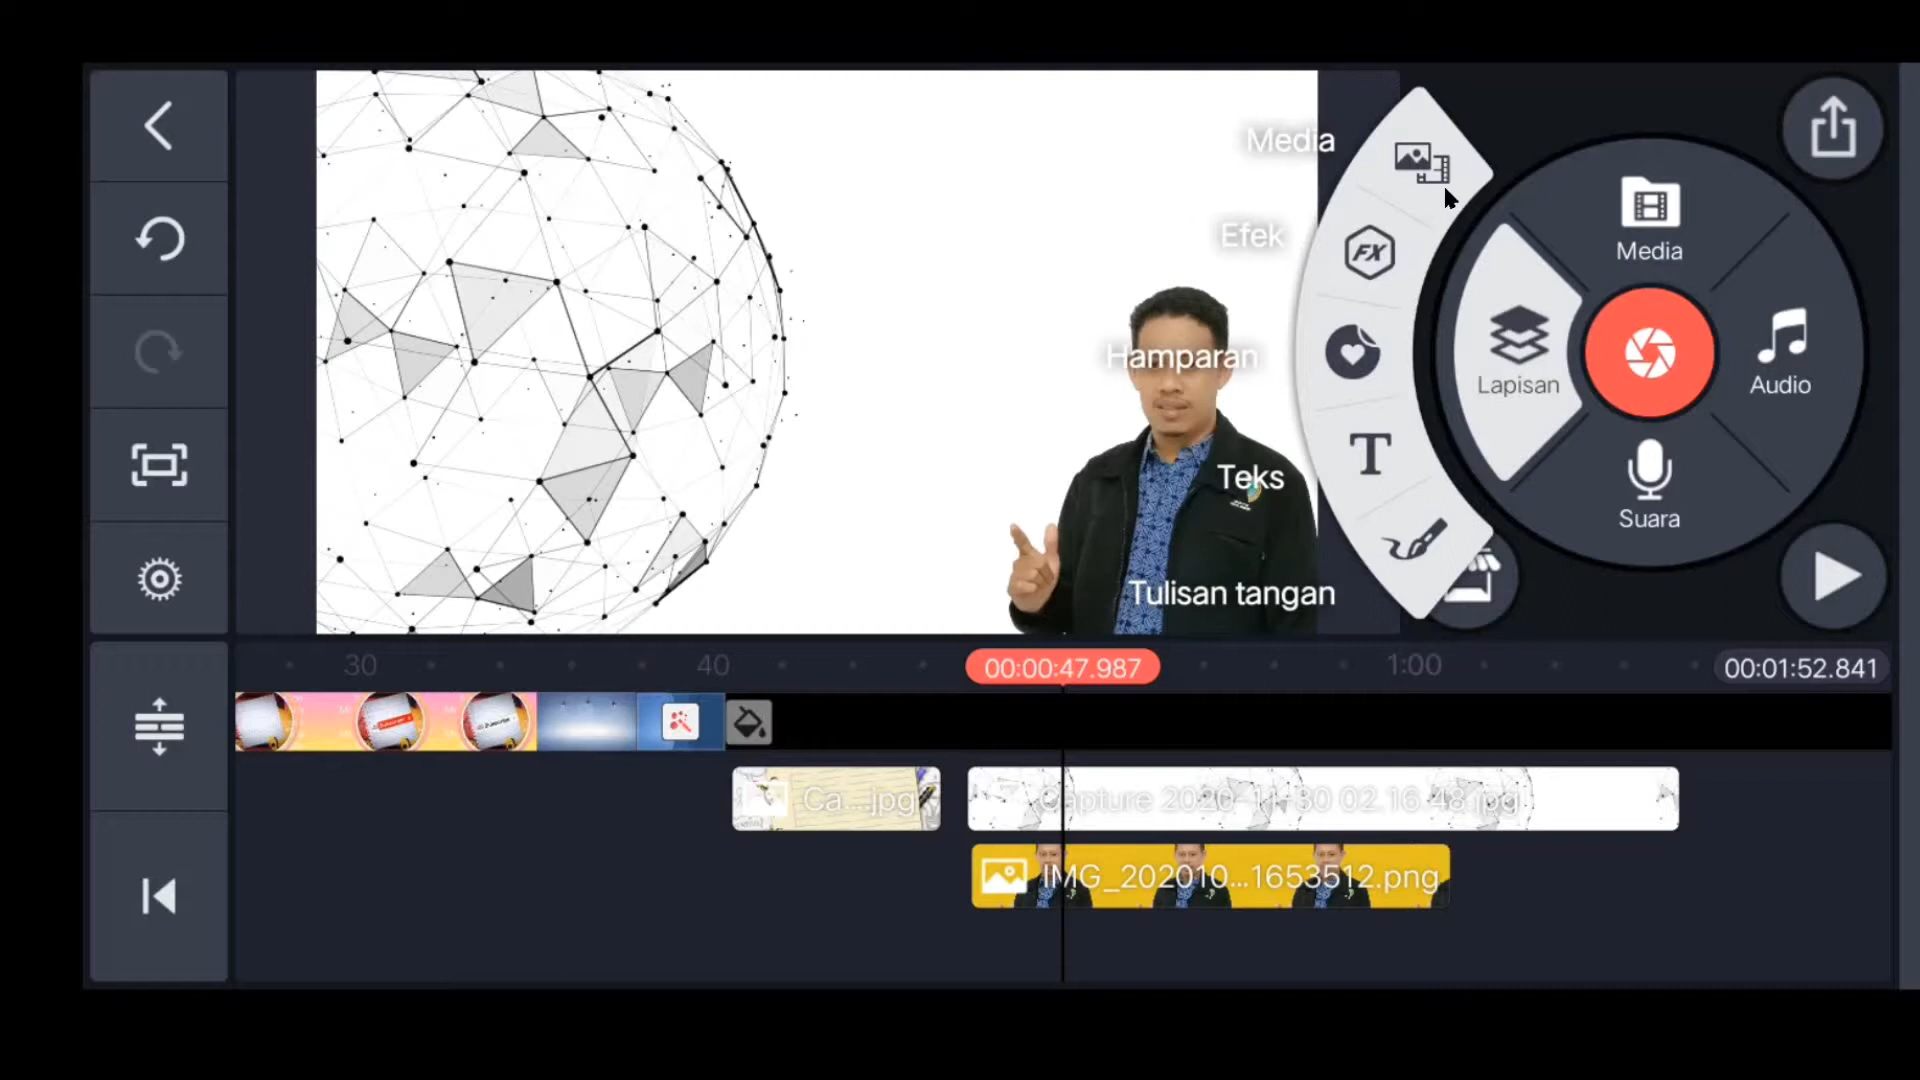 Media
Efek
Hamparan
Teks
Tulisan tangan
FX
T
Media
Lapisan
Audio
Suara
30
40
00:00:47.987
1:00
00:01:52.841
Ca....jpg
Capture 2020-11-30 02.16.48.jpg
IMG_202010...1653512.png